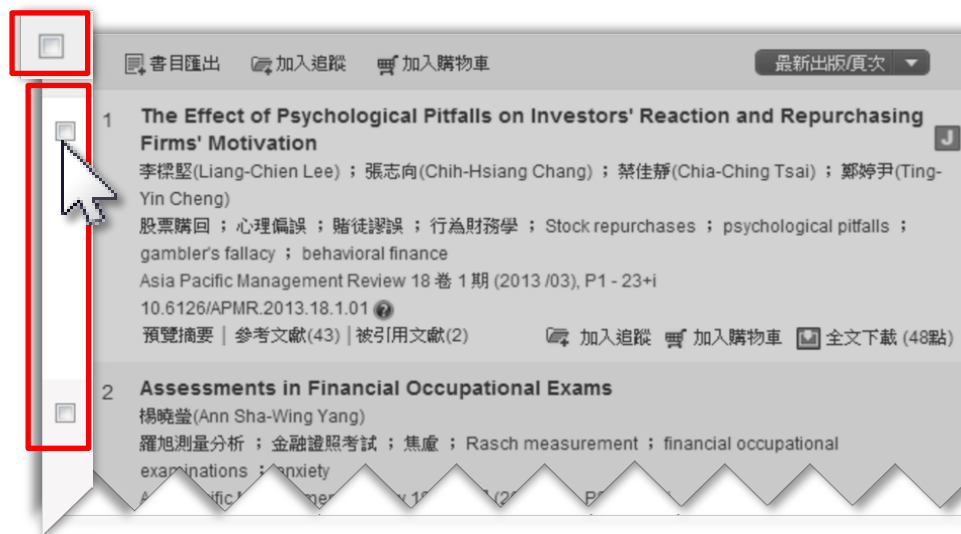 書目匯出 加入追蹤 加入購物車 最新出版/頁次
1 The Effect of Psychological Pitfalls on Investors' Reaction and Repurchasing
Firms' Motivation
J
李樑堅(Liang-Chien Lee)；張志向(Chih-Hsiang Chang)；蔡佳靜(Chia-Ching Tsai)；鄭婷尹(Ting-
Yin Cheng)
股票購回；心理偏誤；賭徒謬誤；行為財務學；Stock repurchases；psychological pitfalls；
gambler's fallacy；behavioral finance
Asia Pacific Management Review 18 卷 1 期 (2013 /03), P1 - 23+i
10.6126/APMR.2013.18.1.01
預覽摘要 | 參考文獻(43) | 被引用文獻(2) 加入追蹤 加入購物車 全文下載 (48點)
2 Assessments in Financial Occupational Exams
楊曉瑩(Ann Sha-Wing Yang)
羅旭測量分析；金融證照考試；焦慮；Rasch measurement；financial occupational
examinations；anxiety